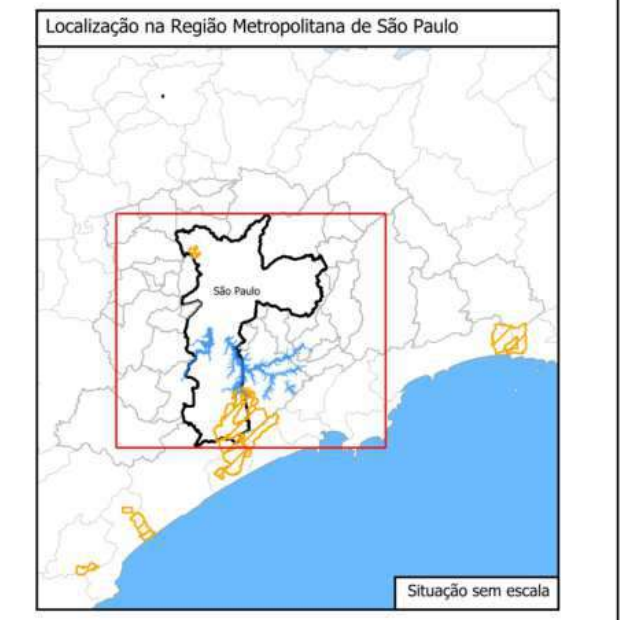 Localização na Região Metropolitana de São Paulo
São Paulo
Situação sem escala